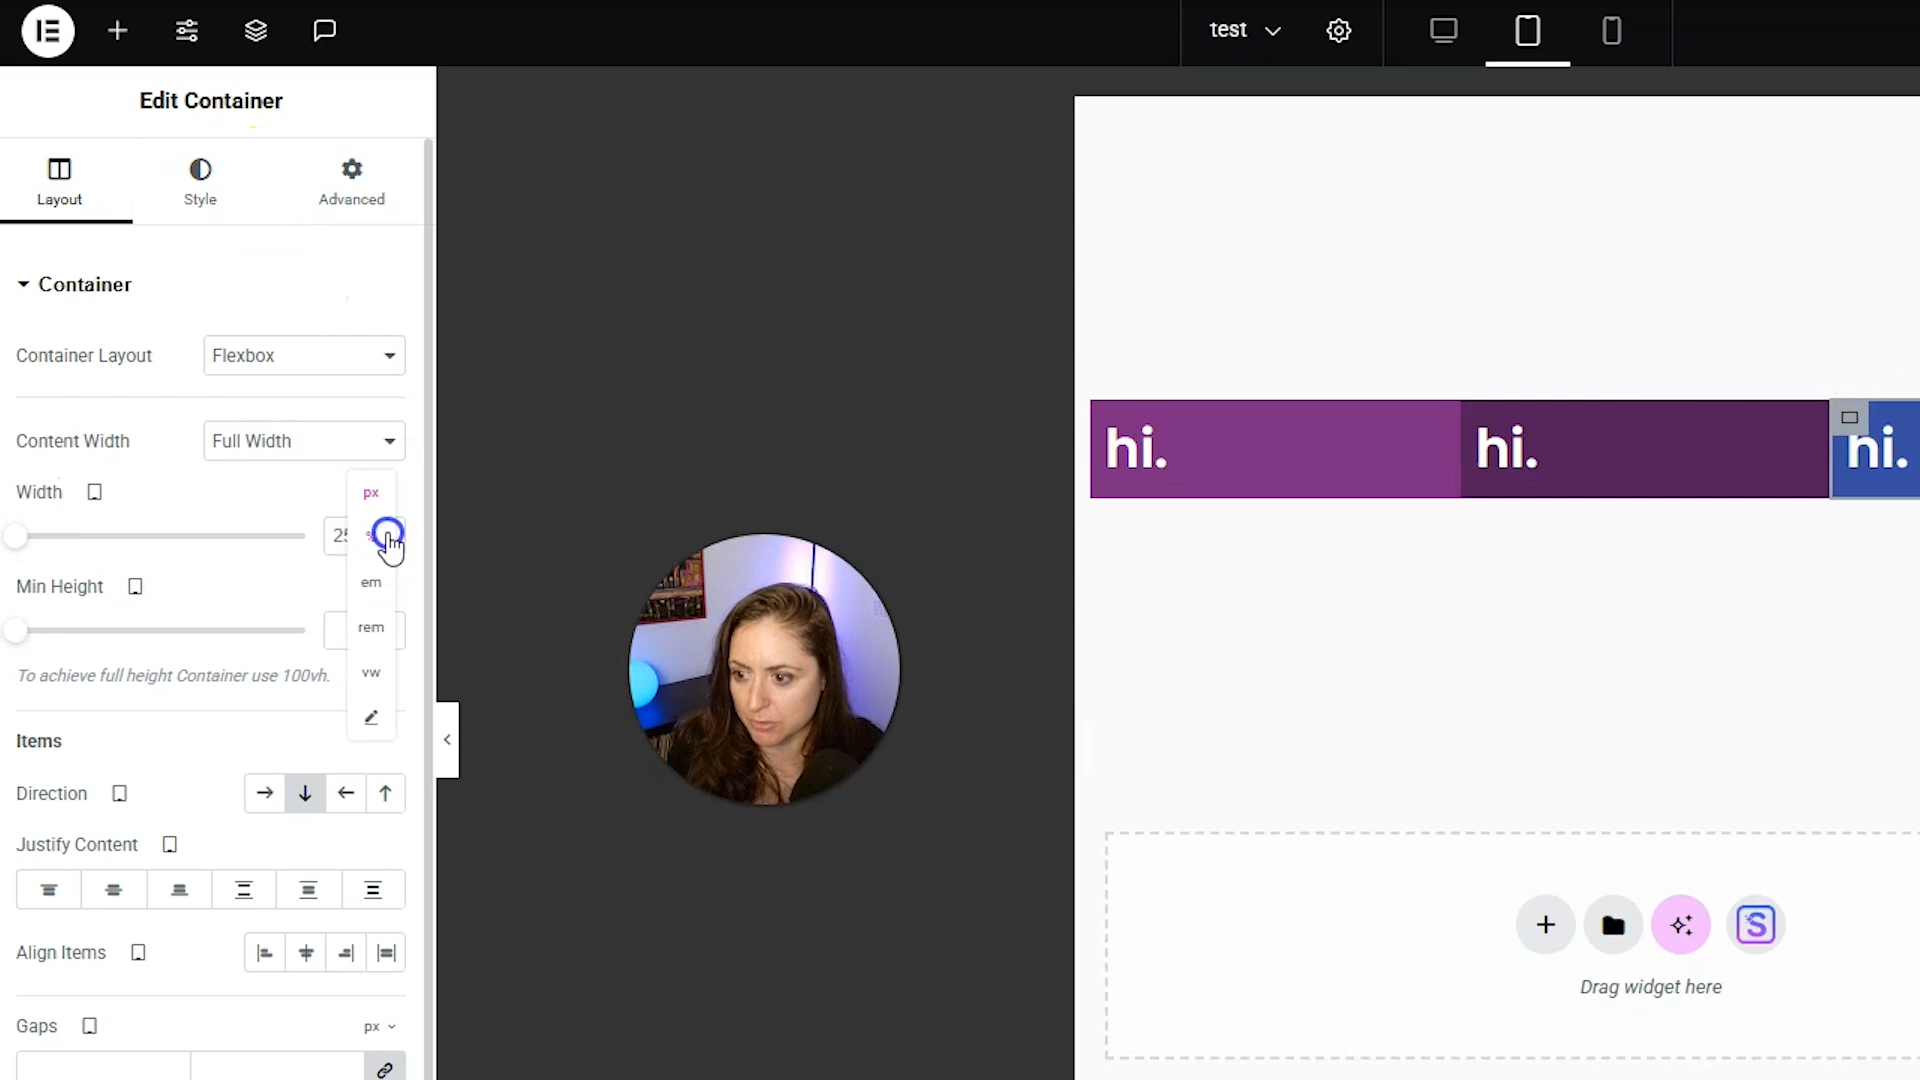 test
Edit Container
Layout
Style
Advanced
Container
Container Layout
Flexbox
Content Width
Full Width
Width
px
25
%
Min Height
em
rem
To achieve full height Container use 100vh.
vw
Items
Direction
Justify Content
Align Items
Gaps
px
hi.
hi.
hi.
S
Drag widget here